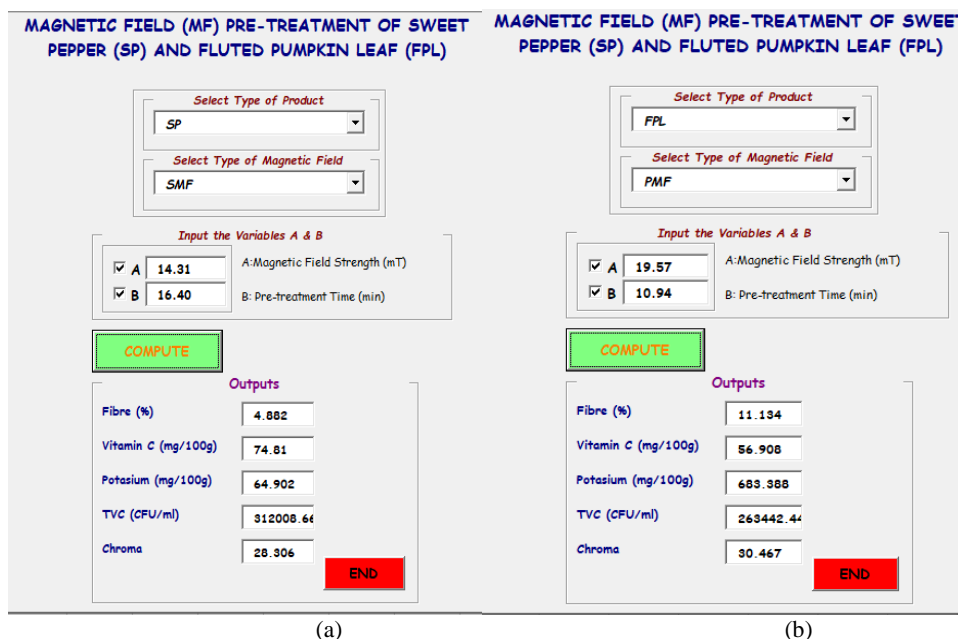 MAGNETIC FIELD (MF) PRE-TREATMENT OF SWEET
PEPPER (SP) AND FLUTED PUMPKIN LEAF (FPL)
Select Type of Product
SP
Select Type of Magnetic Field
SMF
Input the Variables A & B
A 14.31 A:Magnetic Field Strength (mT)
B 16.40 B: Pre-treatment Time (min)
COMPUTE
Outputs
Fibre (%) 4.882
Vitamin C (mg/100g) 74.81
Potasium (mg/100g) 64.902
TVC (CFU/ml) 312008.66
Chroma 28.306
END
(a)
MAGNETIC FIELD (MF) PRE-TREATMENT OF SWEET
PEPPER (SP) AND FLUTED PUMPKIN LEAF (FPL)
Select Type of Product
FPL
Select Type of Magnetic Field
PMF
Input the Variables A & B
A 19.57 A:Magnetic Field Strength (mT)
B 10.94 B: Pre-treatment Time (min)
COMPUTE
Outputs
Fibre (%) 11.134
Vitamin C (mg/100g) 56.908
Potasium (mg/100g) 683.388
TVC (CFU/ml) 263442.44
Chroma 30.467
END
(b)